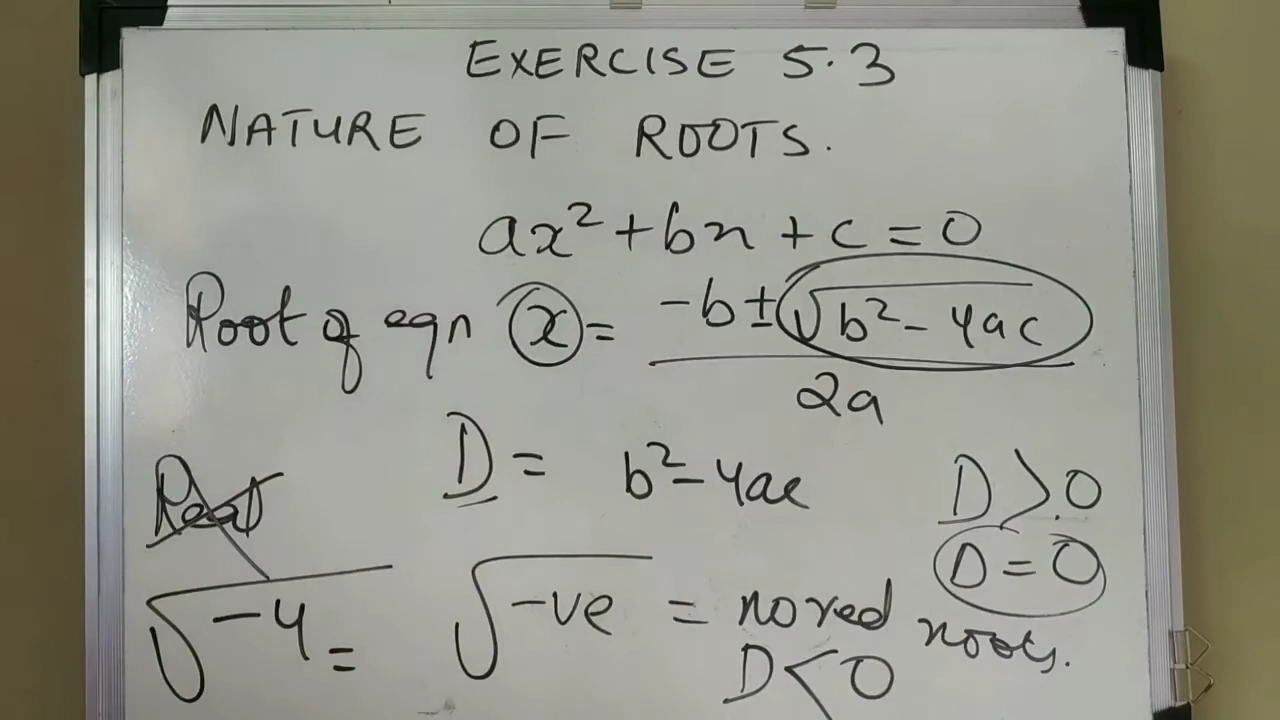 EXERCISE 5.3
NATURE OF ROOTS.
ax²+bx+c=0
Root of eqn x = (-b±√(b²-4ac))/2a
D = b²-4ac
D>0
D=0
Real
√-4 =
√-ve = no real roots.
D<0